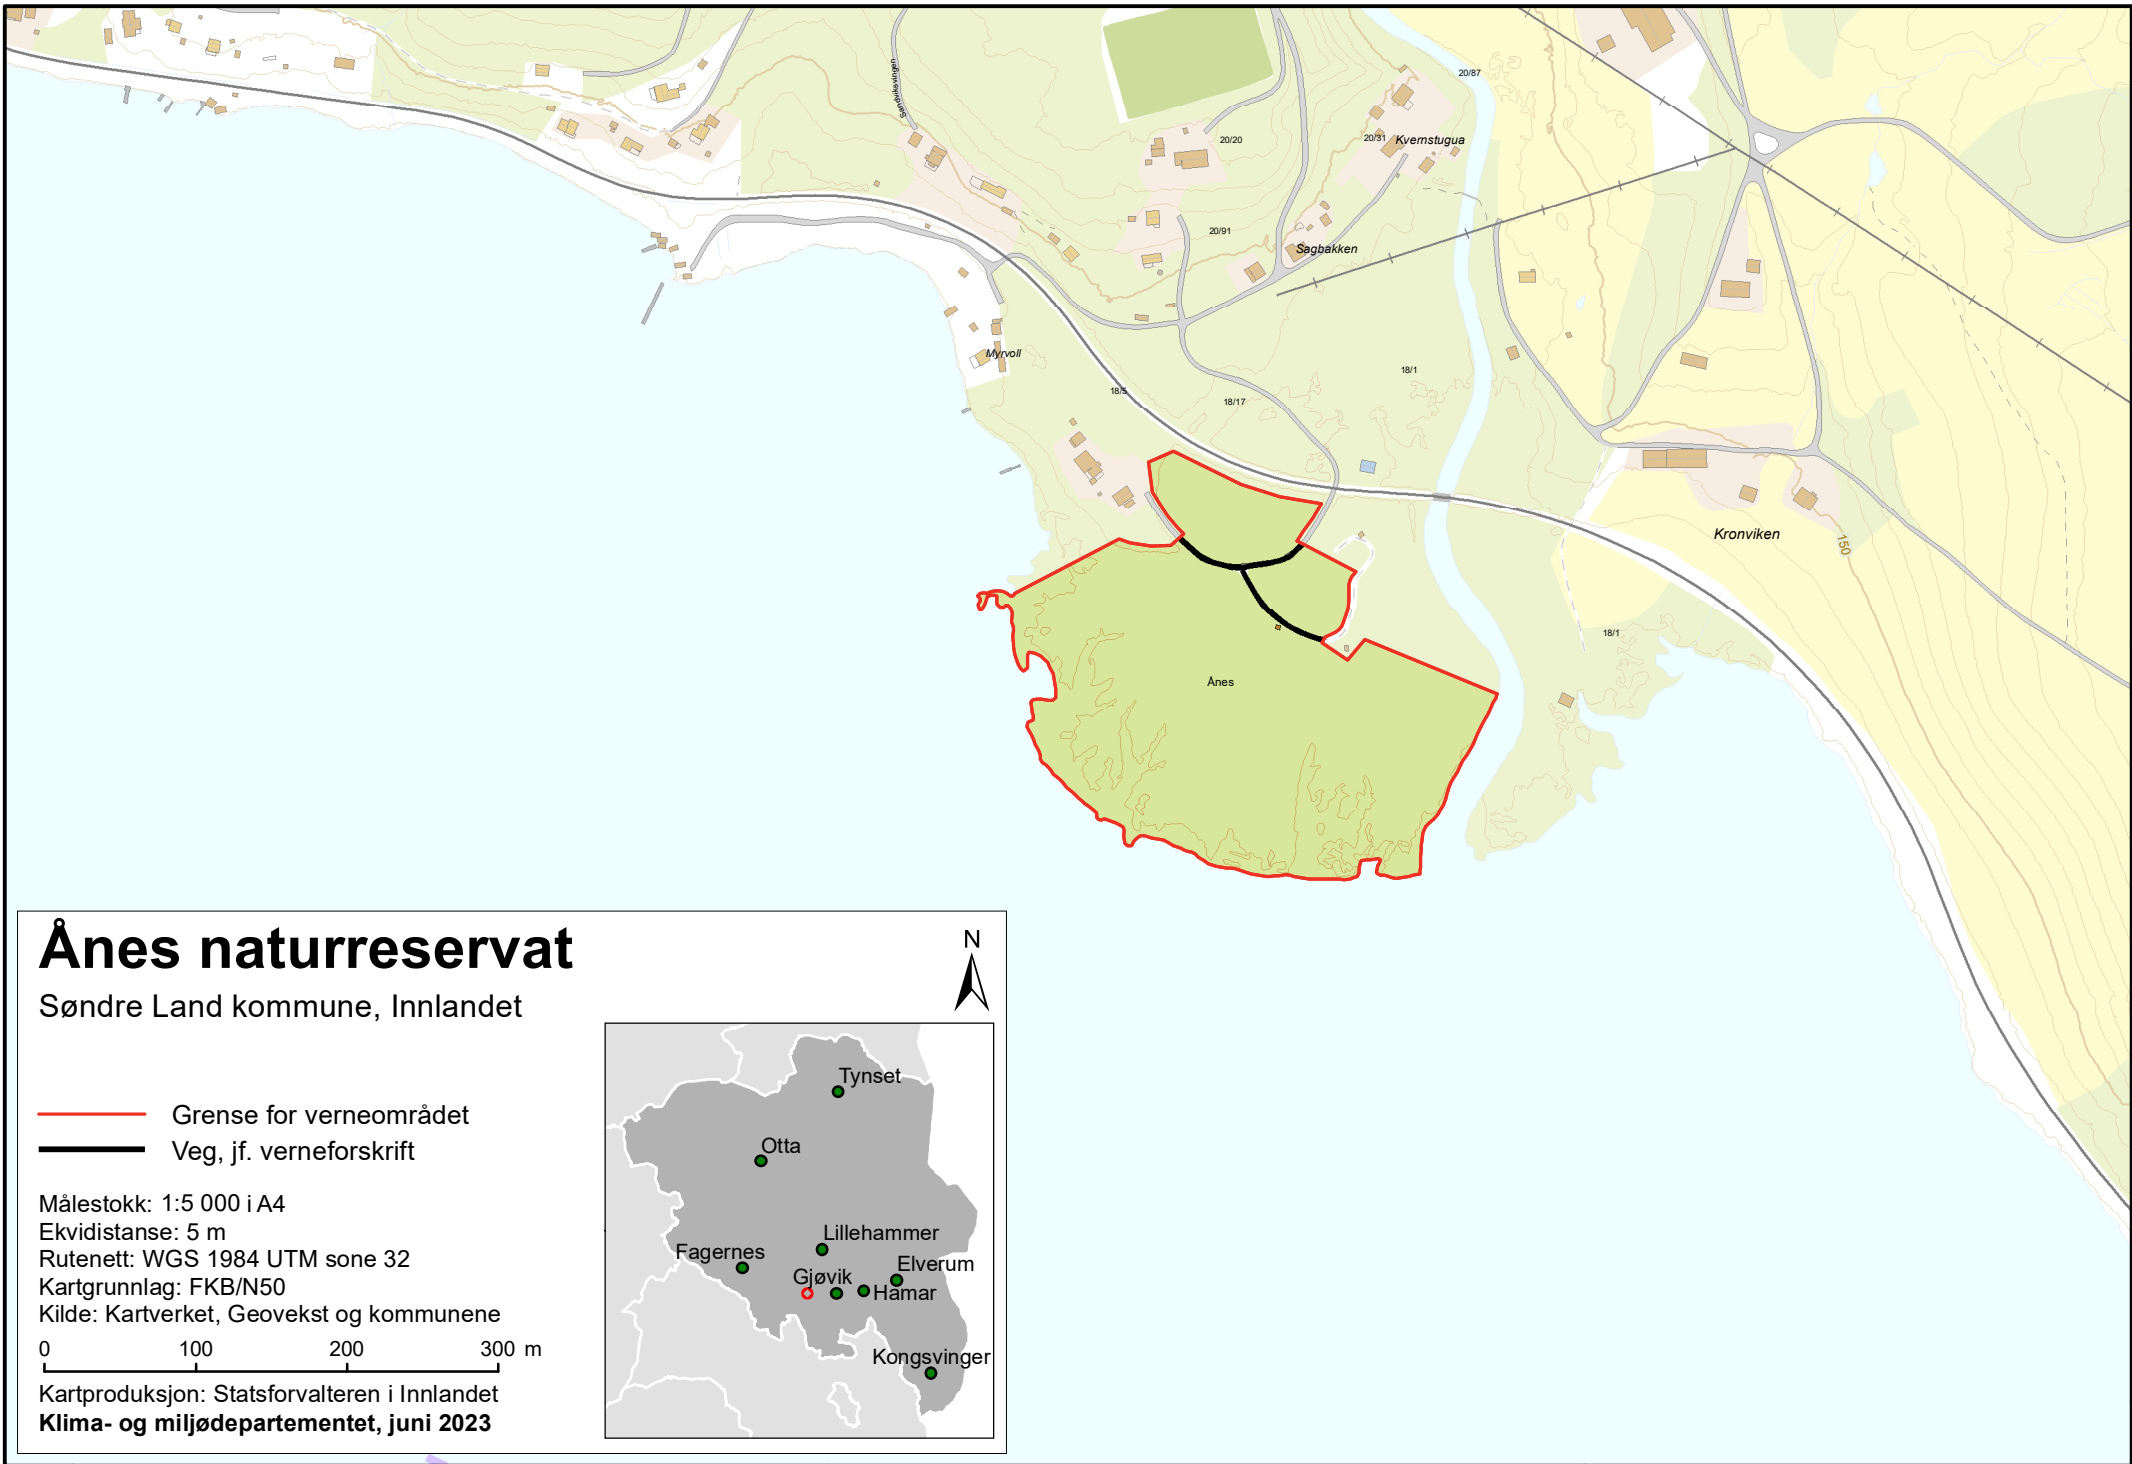 Sandviksvingen
20/87
20/20
20/31
Kvernstugua
20/91
Sagbakken
Myrvoll
18/5
18/17
18/1
Kronviken
150
18/1
Ånes
Ånes naturreservat
N
Søndre Land kommune, Innlandet
Grense for verneområdet
Veg, jf. verneforskrift
Målestokk: 1:5 000 i A4
Ekvidistanse: 5 m
Rutenett: WGS 1984 UTM sone 32
Kartgrunnlag: FKB/N50
Kilde: Kartverket, Geovekst og kommunene
0 100 200 300 m
Kartproduksjon: Statsforvalteren i Innlandet
Klima- og miljødepartementet, juni 2023
Tynset
Otta
Lillehammer
Fagernes
Elverum
Gjøvik
Hamar
Kongsvinger